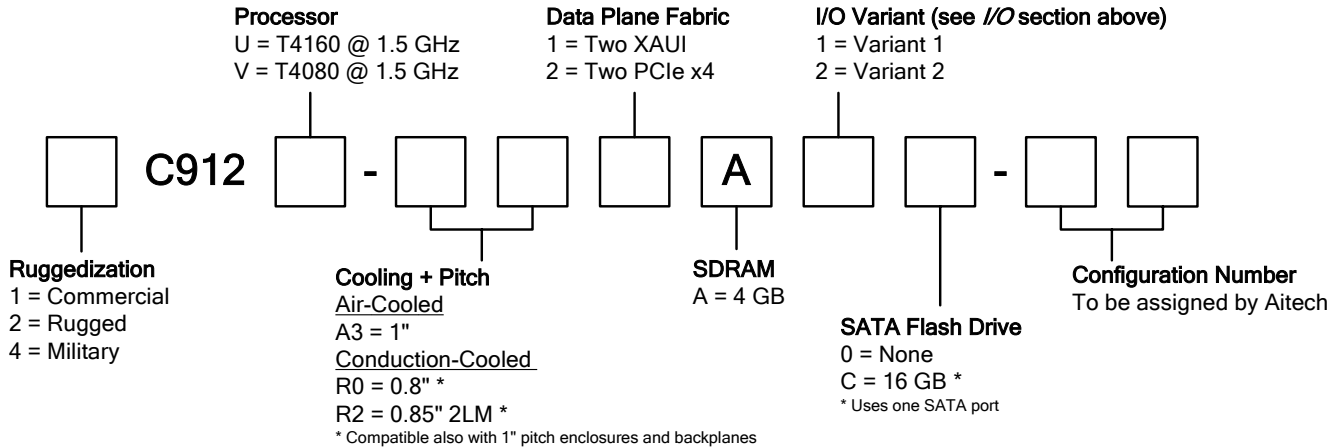 Processor
U = T4160 @ 1.5 GHz
V = T4080 @ 1.5 GHz
Data Plane Fabric
1 = Two XAUI
2 = Two PCIe x4
I/O Variant (see I/O section above)
1 = Variant 1
2 = Variant 2
C912 - A -
Ruggedization
1 = Commercial
2 = Rugged
4 = Military
Cooling + Pitch
Air-Cooled
A3 = 1"
Conduction-Cooled
R0 = 0.8" *
R2 = 0.85" 2LM *
* Compatible also with 1" pitch enclosures and backplanes
SDRAM
A = 4 GB
SATA Flash Drive
0 = None
C = 16 GB *
* Uses one SATA port
Configuration Number
To be assigned by Aitech